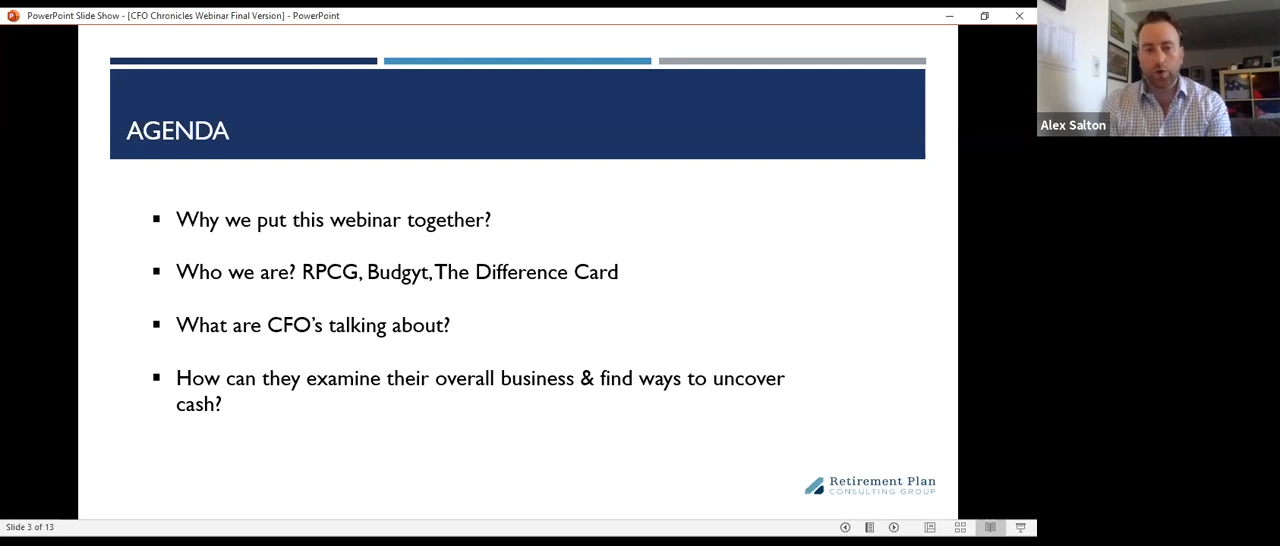 PowerPoint Slide Show - [CFO Chronicles Webinar Final Version] - PowerPoint
Alex Salton
AGENDA
Why we put this webinar together?
Who we are? RPCG, Budgyt, The Difference Card
What are CFO's talking about?
How can they examine their overall business & find ways to uncover
cash?
Retirement Plan
CONSULTING GROUP
Slide 3 of 13